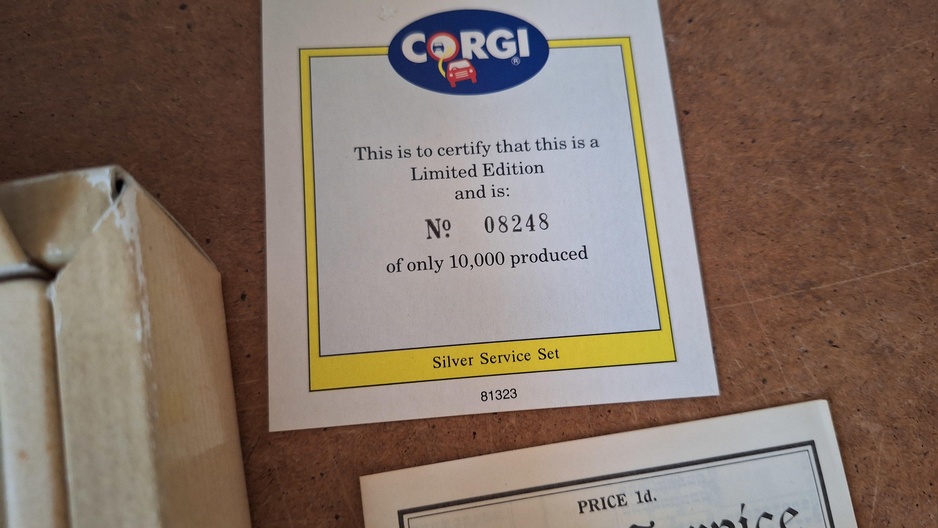 CORGI®
This is to certify that this is a
Limited Edition
and is:
Nº 08248
of only 10,000 produced
Silver Service Set
81323
PRICE 1d.
Service